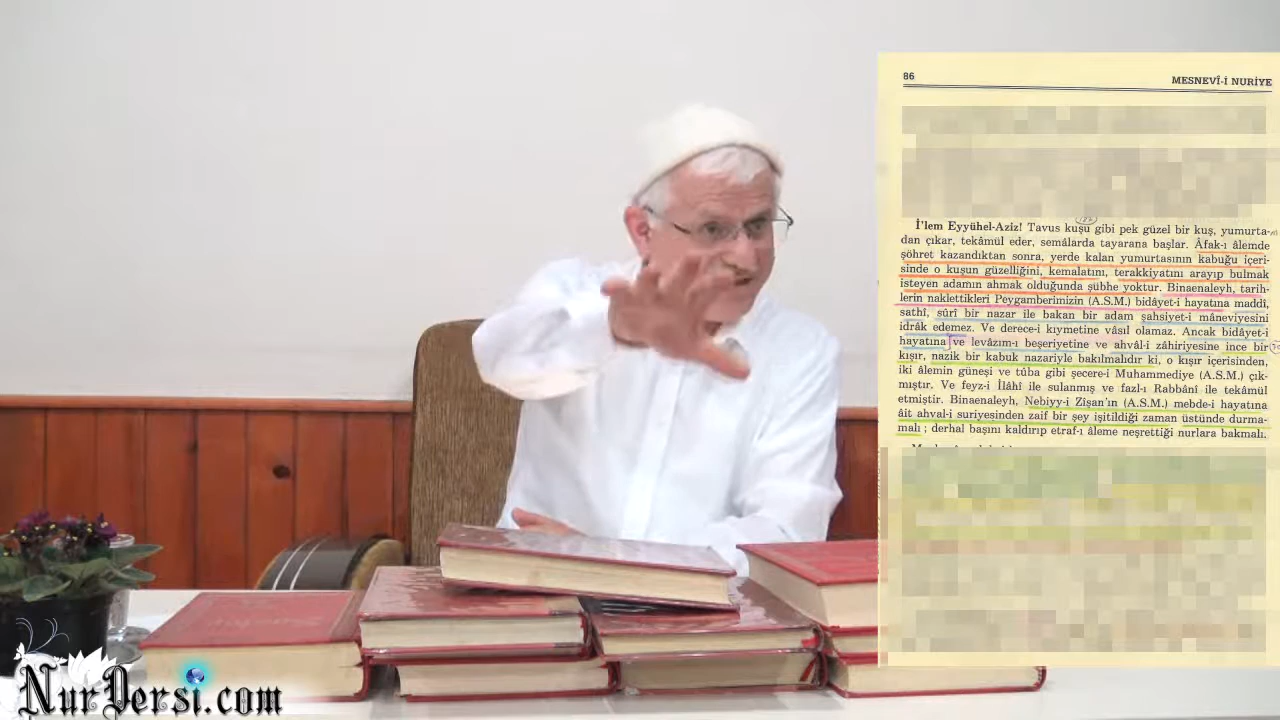 86 MESNEVÎ-İ NURİYE
İ'lem Eyyühel-Aziz! Tavus kuşu gibi pek güzel bir kuş, yumurta-
dan çıkar, tekâmül eder, semâlarda tayarana başlar. Âfak-ı âlemde
şöhret kazandıktan sonra, yerde kalan yumurtasının kabuğu içeri-
sinde o kuşun güzelliğini, kemalatını, terakkiyatını arayıp bulmak
isteyen adamın ahmak olduğunda şübhe yoktur. Binaenaleyh, tarih-
lerin naklettikleri Peygamberimizin (A.S.M.) bidâyet-i hayatına maddî,
sathî, sûrî bir nazar ile bakan bir adam şahsiyet-i mâneviyesini
idrâk edemez. Ve derece-i kıymetine vâsıl olamaz. Ancak bidâyet-i
hayatına ve levâzım-ı beşeriyetine ve ahvâl-i zâhiriyesine ince bir
kışır, nazik bir kabuk nazariyle bakılmalıdır ki, o kışır içerisinden,
iki âlemin güneşi ve tûba gibi şecere-i Muhammediye (A.S.M.) çık-
mıştır. Ve feyz-i İlâhî ile sulanmış ve fazl-ı Rabbânî ile tekâmül
etmiştir. Binaenaleyh, Nebiyy-i Zîşan'ın (A.S.M.) mebde-i hayatına
âit ahval-i suriyesinden zaif bir şey işitildiği zaman üstünde durma-
malı ; derhal başını kaldırıp etraf-ı âleme neşrettiği nurlara bakmalı.
NurDersi.com